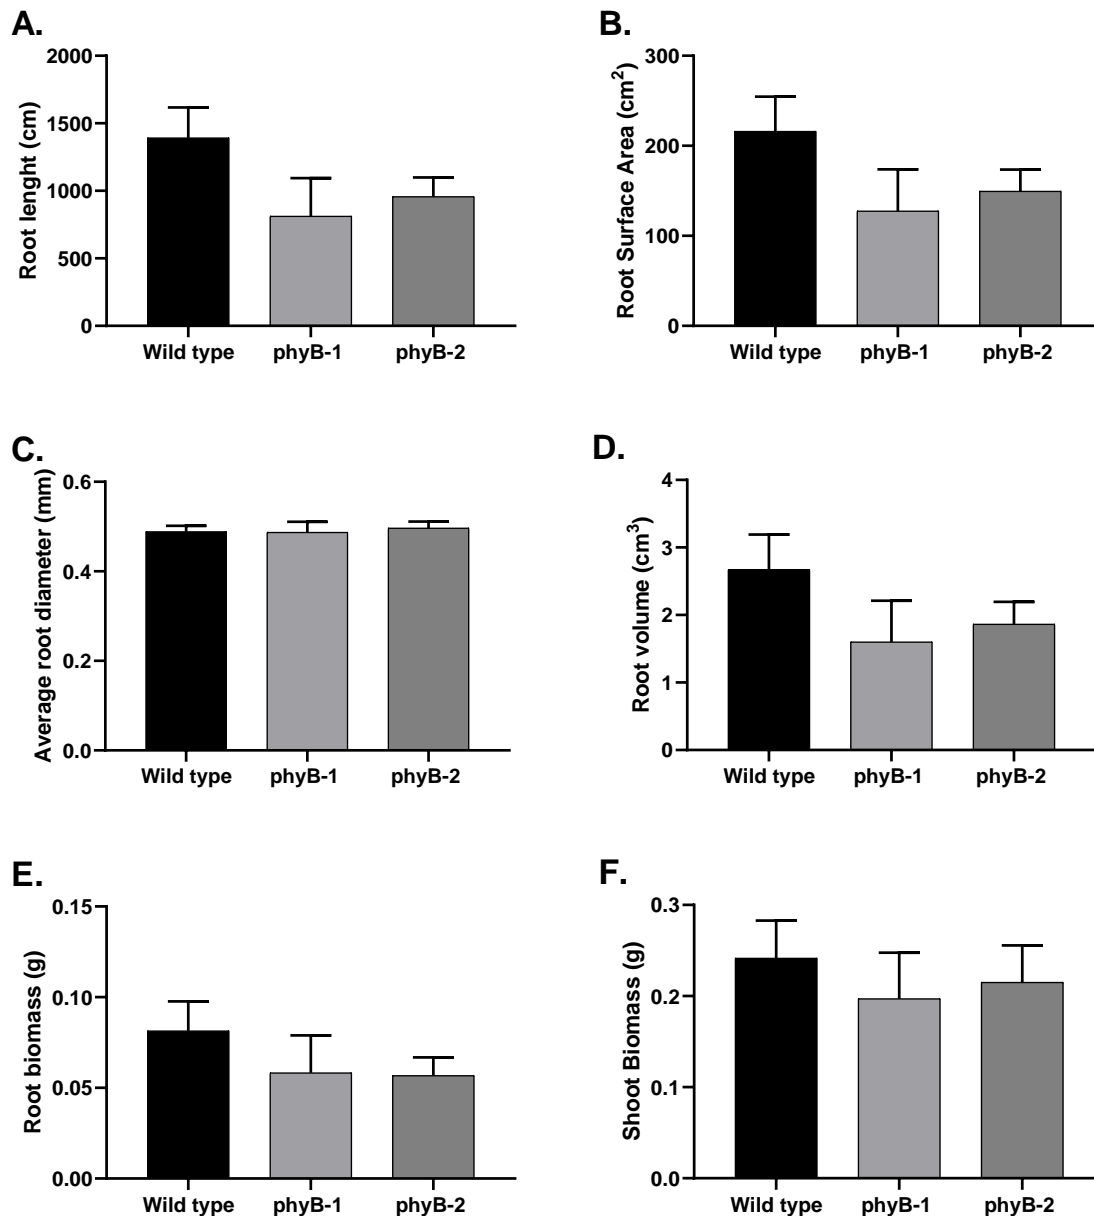 A.
Root lenght (cm)
2000
1500
1000
500
0
Wild type phyB-1 phyB-2
B.
Root Surface Area (cm²)
300
200
100
0
Wild type phyB-1 phyB-2
C.
Average root diameter (mm)
0.6
0.4
0.2
0.0
Wild type phyB-1 phyB-2
D.
Root volume (cm³)
4
3
2
1
0
Wild type phyB-1 phyB-2
E.
Root biomass (g)
0.15
0.10
0.05
0.00
Wild type phyB-1 phyB-2
F.
Shoot Biomass (g)
0.3
0.2
0.1
0.0
Wild type phyB-1 phyB-2